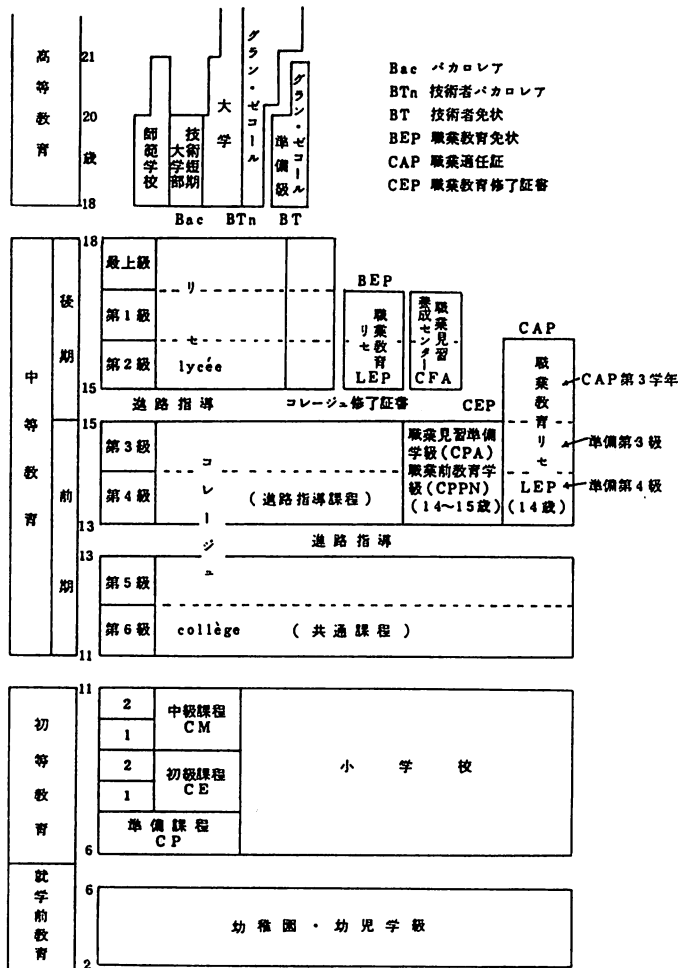 高等教育
21
20
歳
18
師範学校
技術短期
大学部
大学
グラン・ゼコール
準備級
グラン・ゼコール
Bac
BTn
BT
Bac バカロレア
BTn 技術者バカロレア
BT 技術者免状
BEP 職業教育免状
CAP 職業適任証
CEP 職業教育修了証書
中等教育
後期
18
15
最上級
第1級
第2級
リセ
lycée
BEP
職業教育
リセ
LEP
職業見習
養成センター
CFA
CAP
職業教育リセ
LEP
(14歳)
CAP第3学年
準備第3級
準備第4級
進路指導
コレージュ修了証書
CEP
前期
15
13
第3級
第4級
コレージュ
(進路指導課程)
職業見習準備
学級(CPA)
職業前教育学
級(CPPN)
(14~15歳)
進路指導
13
11
第5級
第6級
collège
(共通課程)
初等教育
11
6
2
1
2
1
中級課程
CM
初級課程
CE
準備課程
CP
小学校
就学前教育
6
2
幼稚園・幼児学級